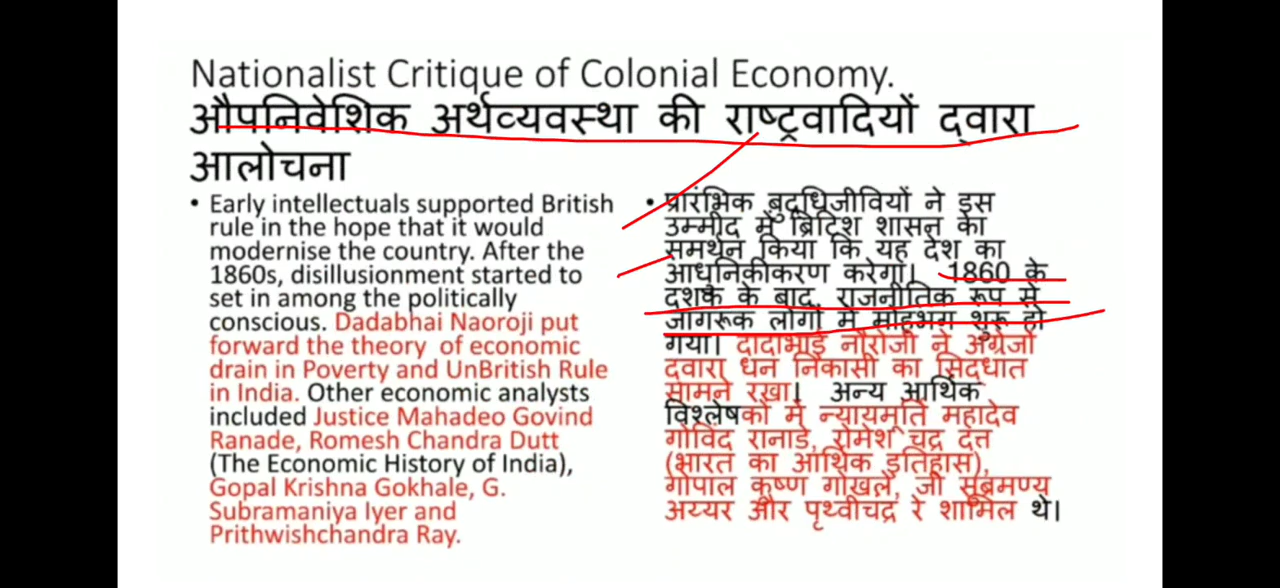 Nationalist Critique of Colonial Economy.
औपनिवेशिक अर्थव्यवस्था की राष्ट्रवादियों द्वारा
आलोचना
• Early intellectuals supported British
rule in the hope that it would
modernise the country. After the
1860s, disillusionment started to
set in among the politically
conscious. Dadabhai Naoroji put
forward the theory of economic
drain in Poverty and UnBritish Rule
in India. Other economic analysts
included Justice Mahadeo Govind
Ranade, Romesh Chandra Dutt
(The Economic History of India),
Gopal Krishna Gokhale, G.
Subramaniya Iyer and
Prithwishchandra Ray.
• प्रारंभिक बुद्धिजीवियों ने इस
उम्मीद में ब्रिटिश शासन का
समर्थन किया कि यह देश का
आधुनिकीकरण करेगा। 1860 के
दशक के बाद, राजनीतिक रूप से
जागरूक लोगों में मोहभंग शुरू हो
गया। दादाभाई नौरोजी ने अंग्रेजों
द्वारा धन निकासी का सिद्धांत
सामने रखा। अन्य आर्थिक
विश्लेषकों में न्यायमूर्ति महादेव
गोविंद रानाडे, रोमेश चंद्र दत्त
(भारत का आर्थिक इतिहास),
गोपाल कृष्ण गोखले, जी सुब्रमण्य
अय्यर और पृथ्वीचंद्र रे शामिल थे।